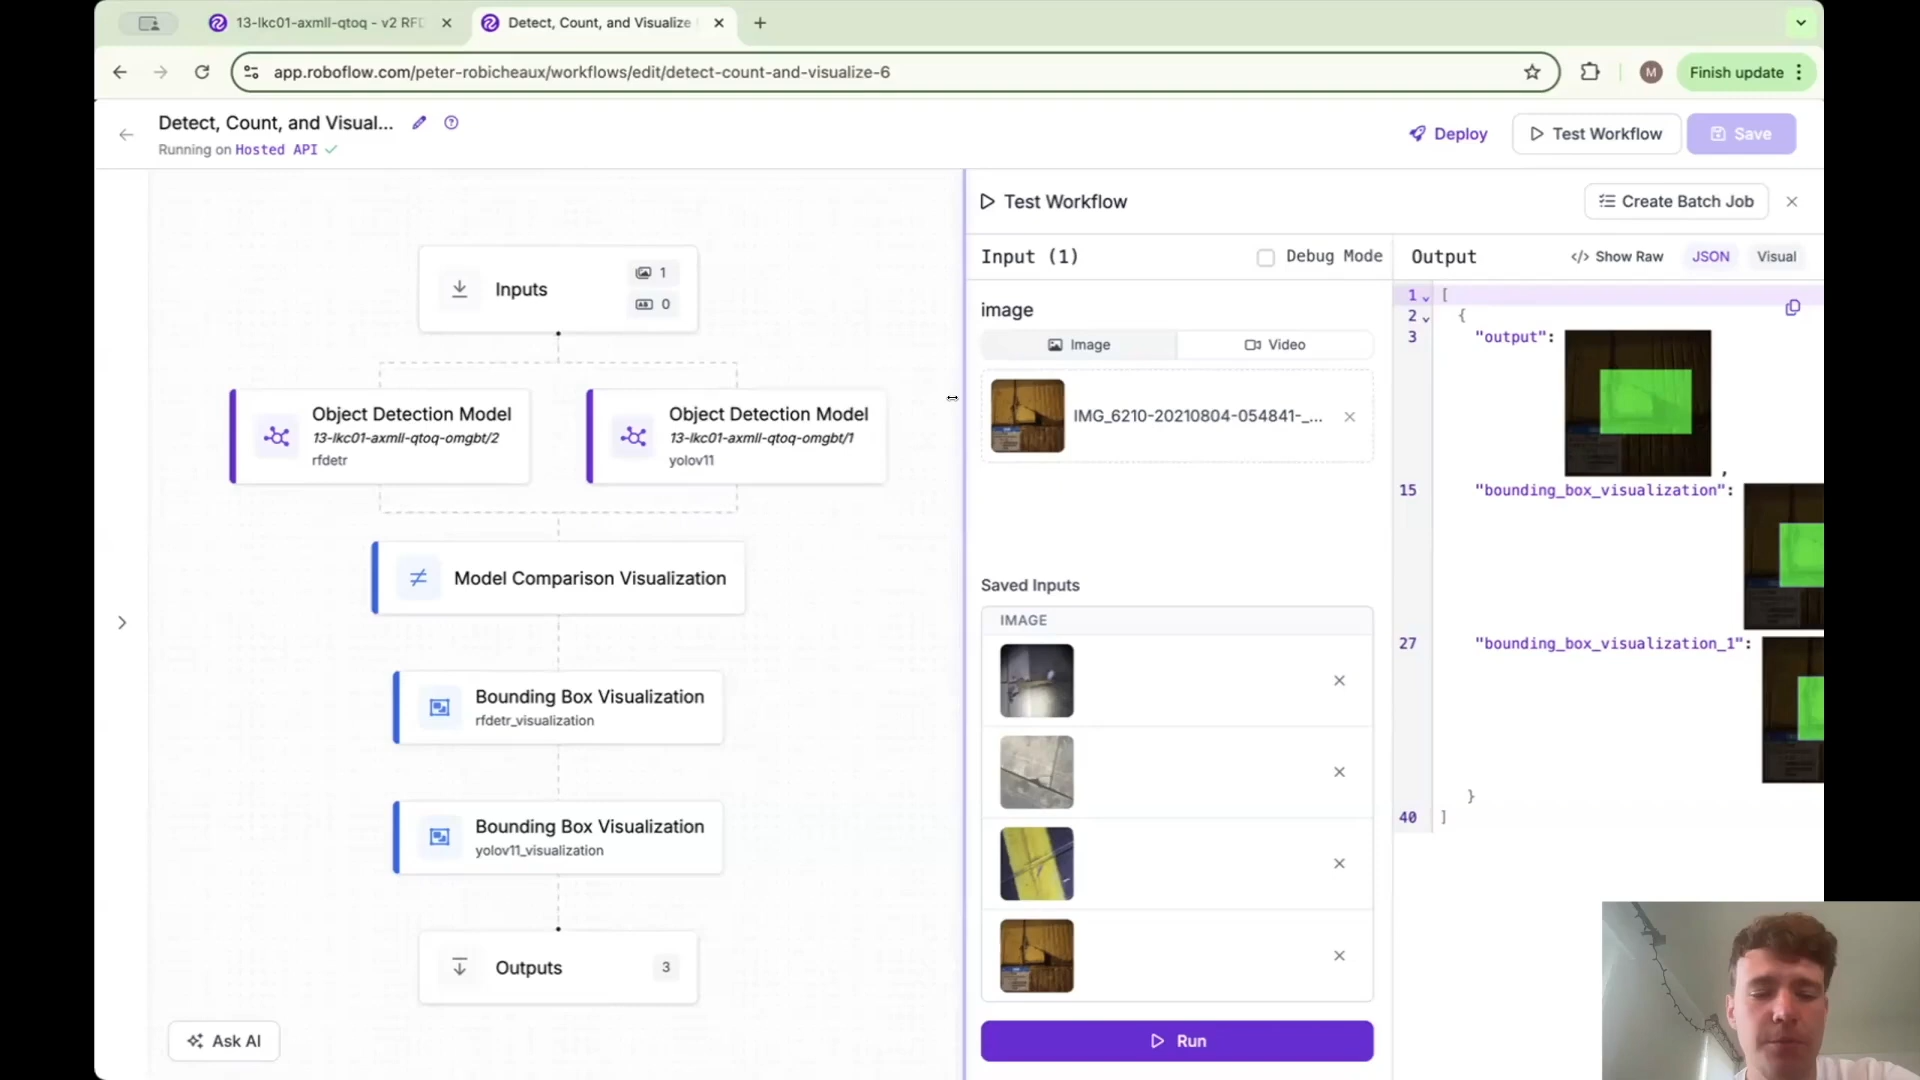 13-lkc01-axmll-qtoq - v2 RFD
Detect, Count, and Visualize
app.roboflow.com/peter-robicheaux/workflows/edit/detect-count-and-visualize-6
M
Finish update
Detect, Count, and Visual...
Running on Hosted API
Deploy
Test Workflow
Save
Inputs
1
0
Object Detection Model
13-lkc01-axmll-qtoq-omgbt/2
rfdetr
Object Detection Model
13-lkc01-axmll-qtoq-omgbt/1
yolov11
Model Comparison Visualization
Bounding Box Visualization
rfdetr_visualization
Bounding Box Visualization
yolov11_visualization
Outputs
3
Ask AI
Test Workflow
Create Batch Job
Input (1)
Debug Mode
image
Image
Video
IMG_6210-20210804-054841-_...
Saved Inputs
IMAGE
Run
Output
</> Show Raw
JSON
Visual
1 [
2 {
3 "output": ,
15 "bounding_box_visualization":
27 "bounding_box_visualization_1":
}
40 ]